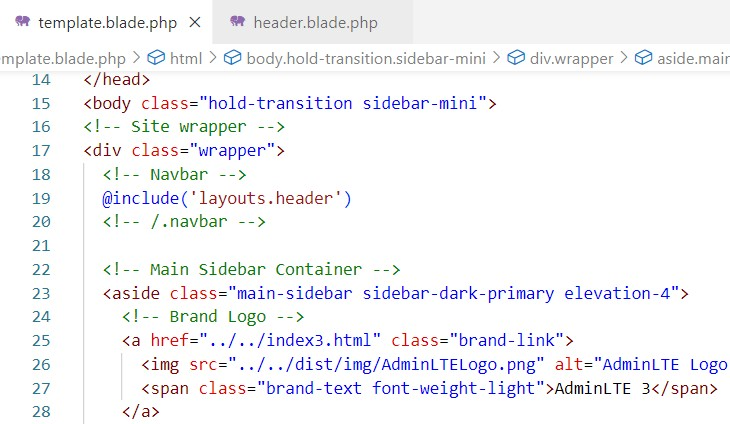 template.blade.php × header.blade.php
mplate.blade.php > html > body.hold-transition.sidebar-mini > div.wrapper > aside.main
14 </head>
15 <body class="hold-transition sidebar-mini">
16 <!-- Site wrapper -->
17 <div class="wrapper">
18 <!-- Navbar -->
19 @include('layouts.header')
20 <!-- /.navbar -->
21
22 <!-- Main Sidebar Container -->
23 <aside class="main-sidebar sidebar-dark-primary elevation-4">
24 <!-- Brand Logo -->
25 <a href="../../index3.html" class="brand-link">
26 <img src="../../dist/img/AdminLTELogo.png" alt="AdminLTE Logo
27 <span class="brand-text font-weight-light">AdminLTE 3</span>
28 </a>